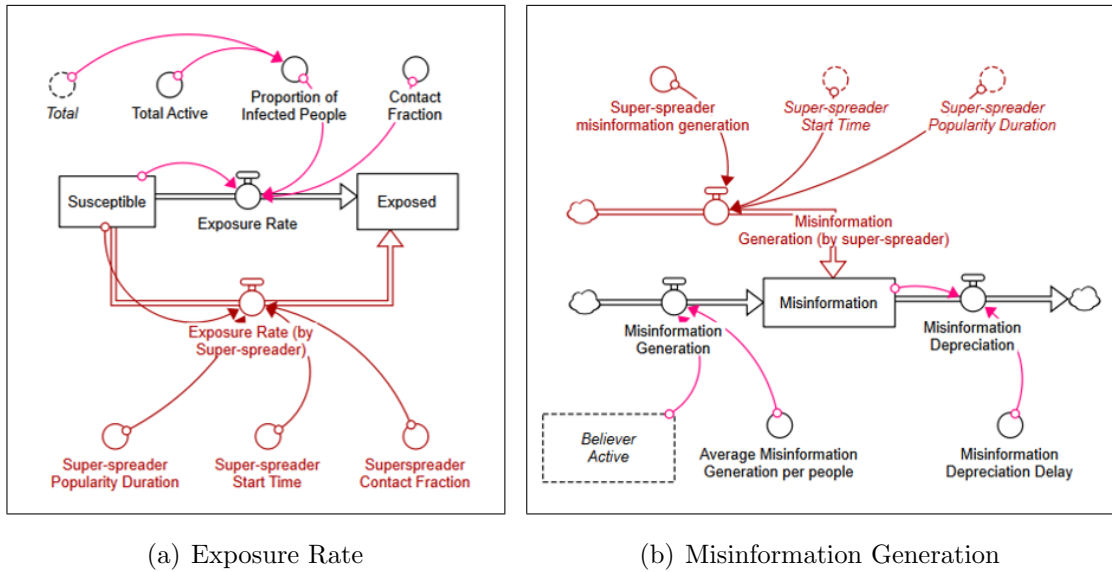 Total
Total Active
Proportion of
Infected People
Contact
Fraction
Susceptible
Exposure Rate
Exposed
Exposure Rate (by
Super-spreader)
Super-spreader
Popularity Duration
Super-spreader
Start Time
Superspreader
Contact Fraction
(a) Exposure Rate
Super-spreader
misinformation generation
Super-spreader
Start Time
Super-spreader
Popularity Duration
Misinformation
Generation (by super-spreader)
Misinformation
Generation
Misinformation
Misinformation
Depreciation
Believer
Active
Average Misinformation
Generation per people
Misinformation
Depreciation Delay
(b) Misinformation Generation